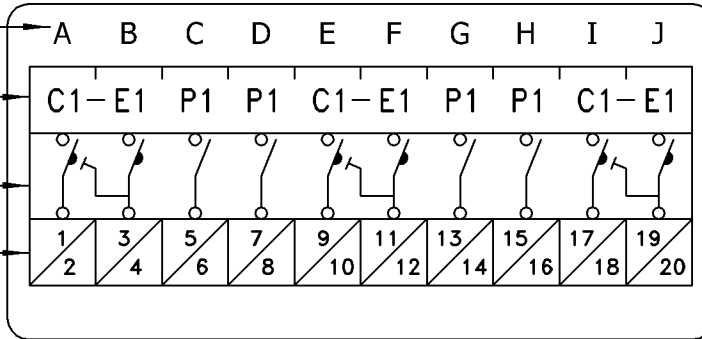 A B C D E F G H I J
C1-E1 P1 P1 C1-E1 P1 P1 C1-E1
1 3 5 7 9 11 13 15 17 19
2 4 6 8 10 12 14 16 18 20